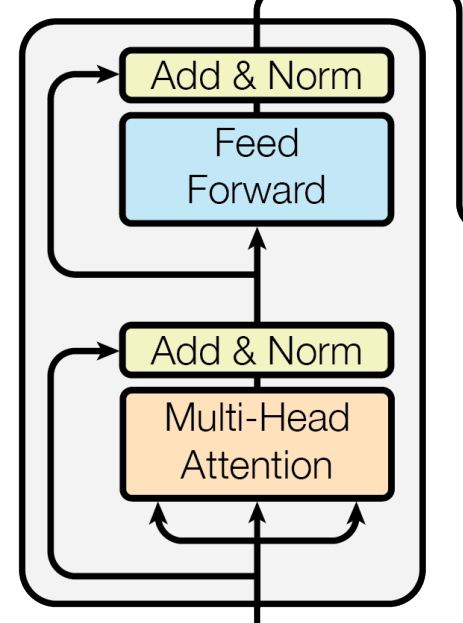 Add & Norm
Feed
Forward
Add & Norm
Multi-Head
Attention